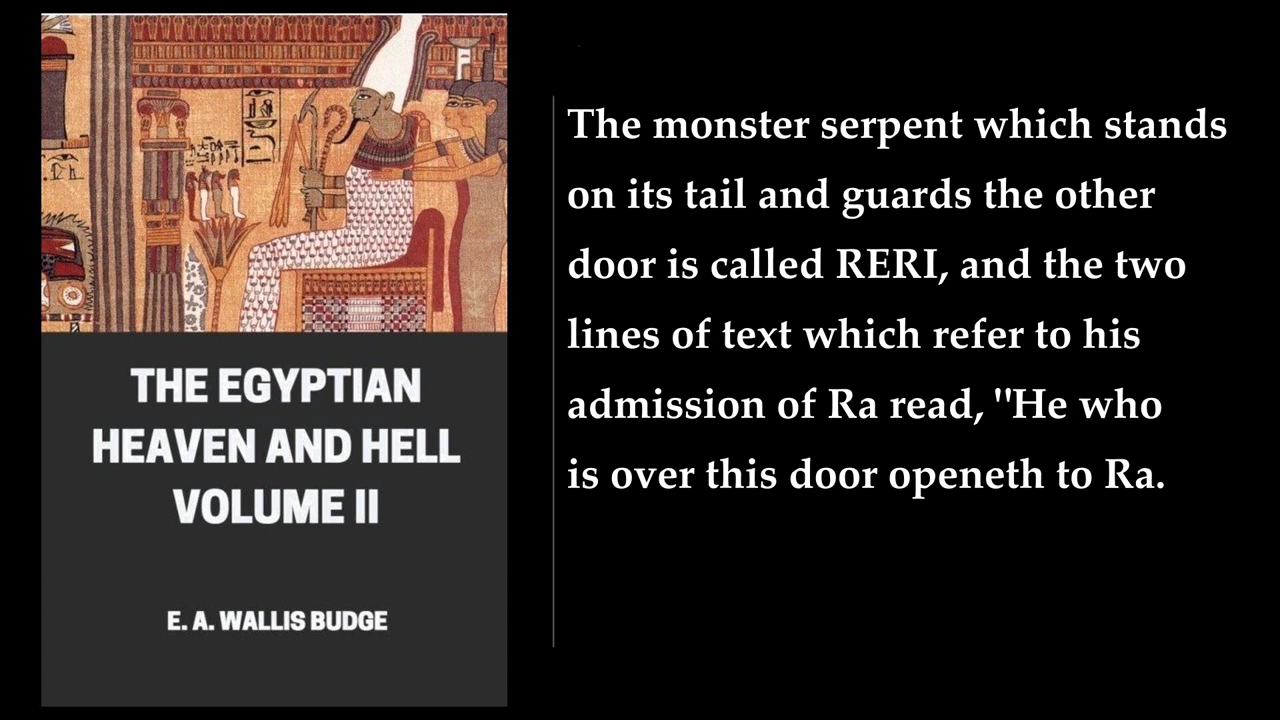 THE EGYPTIAN
HEAVEN AND HELL
VOLUME II
E. A. WALLIS BUDGE
The monster serpent which stands
on its tail and guards the other
door is called RERI, and the two
lines of text which refer to his
admission of Ra read, "He who
is over this door openeth to Ra.